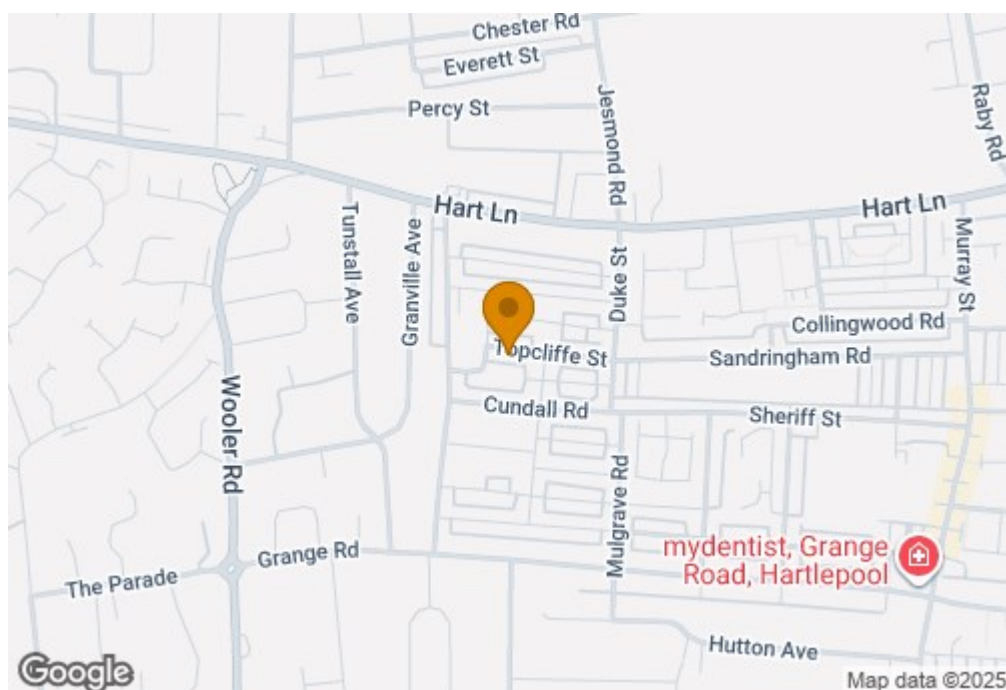 Chester Rd
Everett St
Percy St
Jesmond Rd
Raby Rd
Hart Ln
Hart Ln
Tunstall Ave
Granville Ave
Duke St
Murray St
Collingwood Rd
Topcliffe St
Sandringham Rd
Wooler Rd
Cundall Rd
Sheriff St
Mulgrave Rd
Grange Rd
mydentist, Grange
Road, Hartlepool
The Parade
Hutton Ave
Google
Map data ©2025